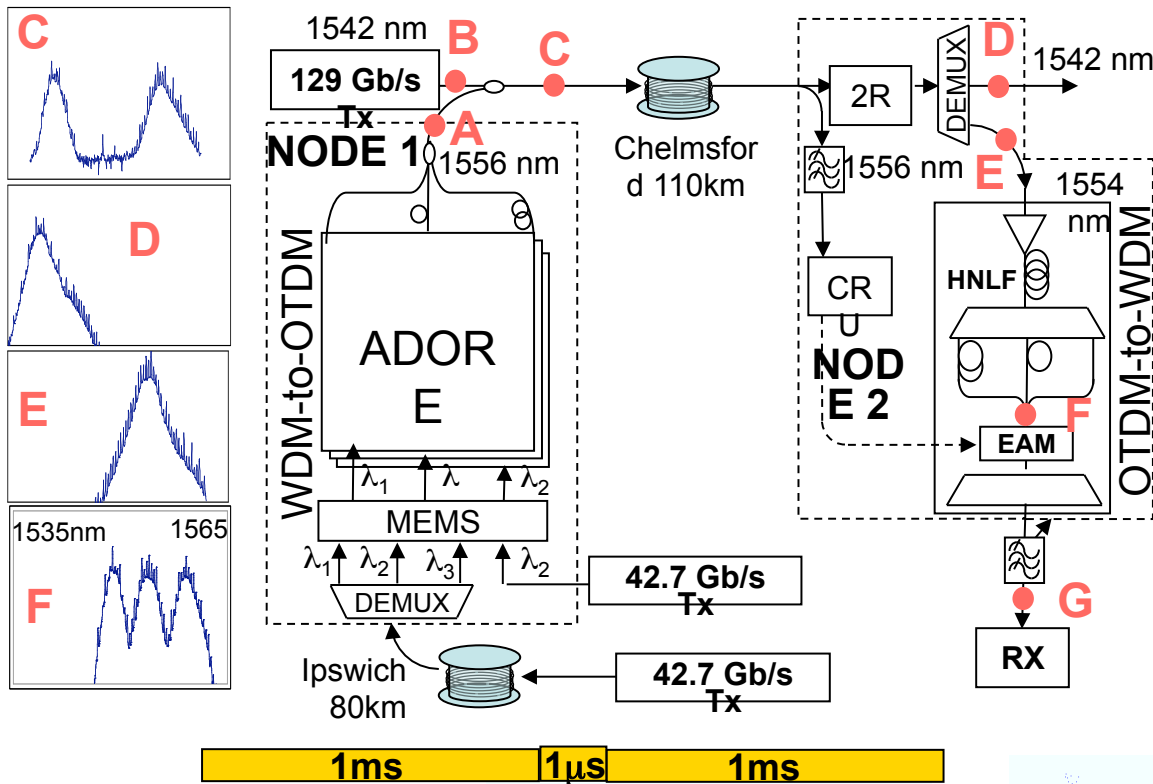 C
D
E
1535nm 1565
F
1542 nm
129 Gb/s
Tx
B
C
A
NODE 1
1556 nm
WDM-to-OTDM
ADOR
E
λ1 λ λ2
MEMS
λ1 λ2 λ3 λ2
DEMUX
42.7 Gb/s
Tx
Ipswich
80km
42.7 Gb/s
Tx
Chelmsfor
d 110km
2R
DEMUX
D
1542 nm
E
1556 nm
1554
nm
CR
U
NOD
E 2
HNLF
F
EAM
OTDM-to-WDM
G
RX
1ms 1μs 1ms